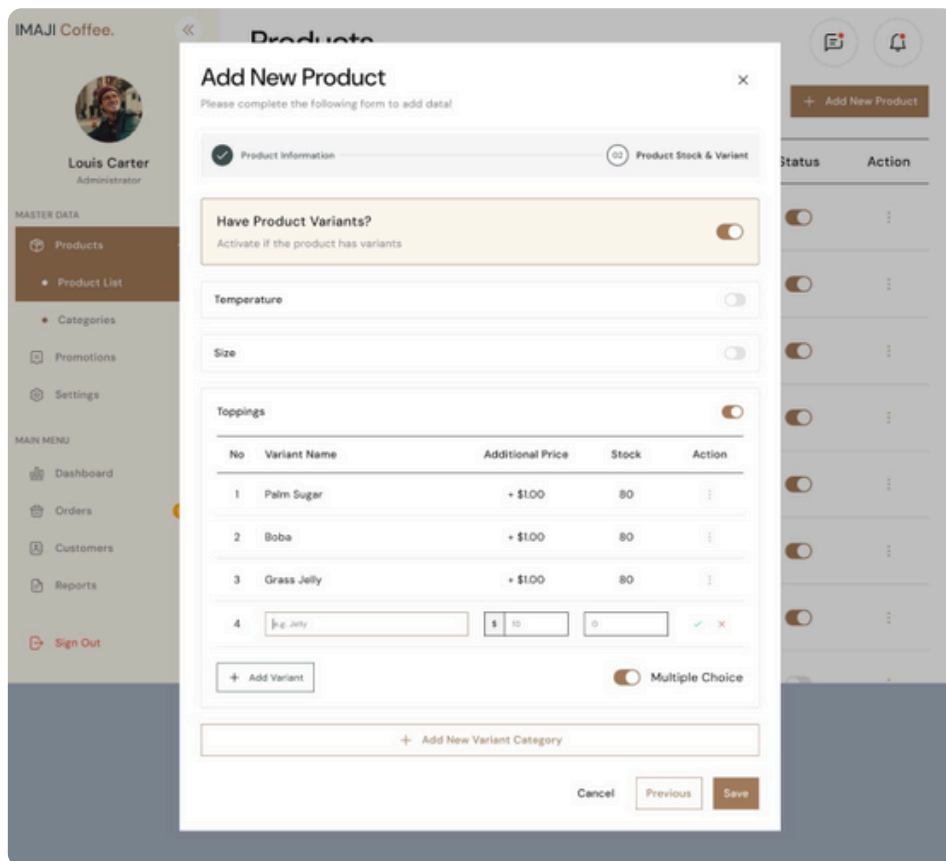 IMAJI Coffee.
Products
Add New Product
Please complete the following form to add data!
+ Add New Product
Product Information
02 Product Stock & Variant
Status Action
Louis Carter
Administrator
MASTER DATA
Products
Product List
Categories
Promotions
Settings
MAIN MENU
Dashboard
Orders
Customers
Reports
Sign Out
Have Product Variants?
Activate if the product has variants
Temperature
Size
Toppings
No Variant Name Additional Price Stock Action
1 Palm Sugar + $1.00 80
2 Boba + $1.00 80
3 Grass Jelly + $1.00 80
4 e.g. Jelly $ 10 0
+ Add Variant
Multiple Choice
+ Add New Variant Category
Cancel Previous Save